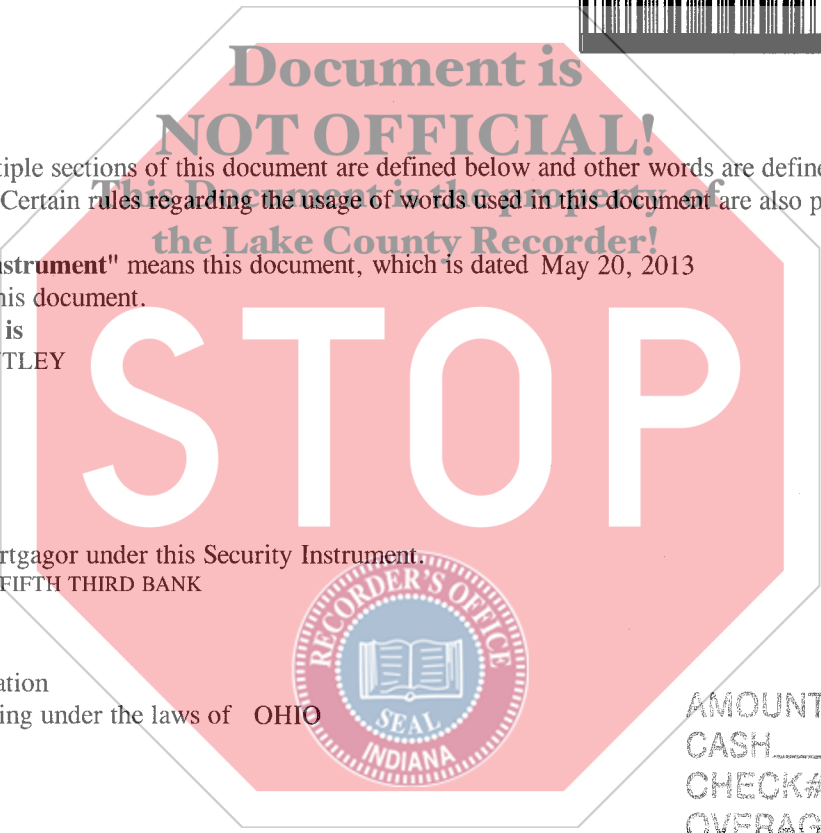 Document is
NOT OFFICIAL!
tiple sections of this document are defined below and other words are define
This Document is the property of
Certain rules regarding the usage of words used in this document are also p
the Lake County Recorder!
nstrument" means this document, which is dated May 20, 2013
his document.
is
TLEY
STOP
rtgagor under this Security Instrument.
FIFTH THIRD BANK
RECORDER'S OFFICE
ation
ing under the laws of OHIO
SEAL
INDIANA
AMOUNT
CASH
CHECK#
OVERAG